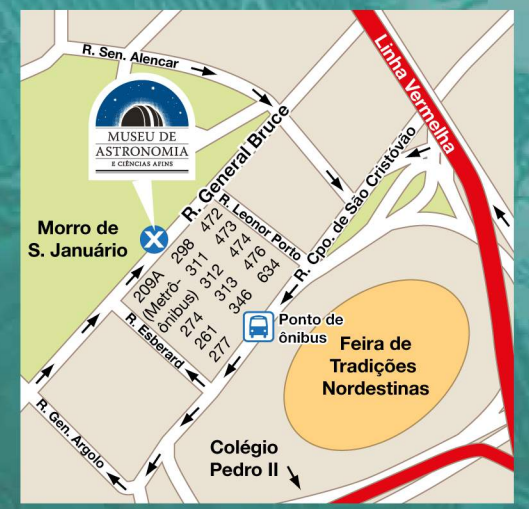 R. Sen. Alencar
Linha Vermelha
MUSEU DE
ASTRONOMIA
E CIÊNCIAS AFINS
R. General Bruce
R. Cpo. de São Cristóvão
Morro de
S. Januário
R. Leonor Porto
209A 298 472
(Metrô- 311 473
ônibus) 312 474
274 313 476
261 346 634
277
R. Esberard
Ponto de
ônibus
Feira de
Tradições
Nordestinas
R. Gen. Argolo
Colégio
Pedro II